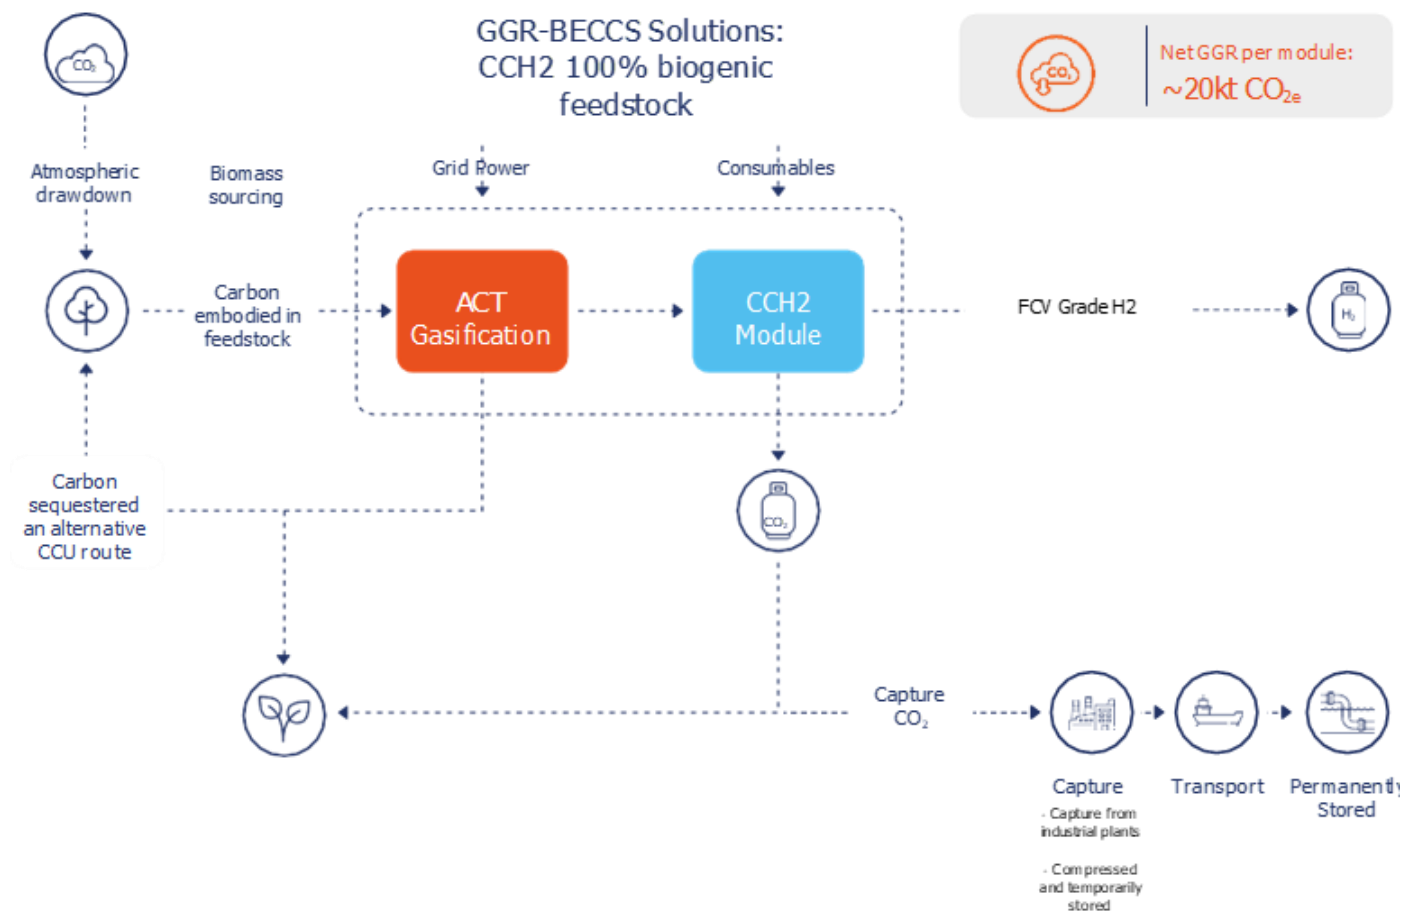 GGR-BECCS Solutions:
CCH2 100% biogenic
feedstock
CO₂
CO₂
Net GGR per module:
~20kt CO₂ₑ
Atmospheric
drawdown
Biomass
sourcing
Grid Power
Consumables
Carbon
embodied in
feedstock
ACT
Gasification
CCH2
Module
FCV Grade H2
H₂
Carbon
sequestered
an alternative
CCU route
CO₂
Capture
CO₂
Capture
Transport
Permanently
Stored
- Capture from
industrial plants
- Compressed
and temporarily
stored